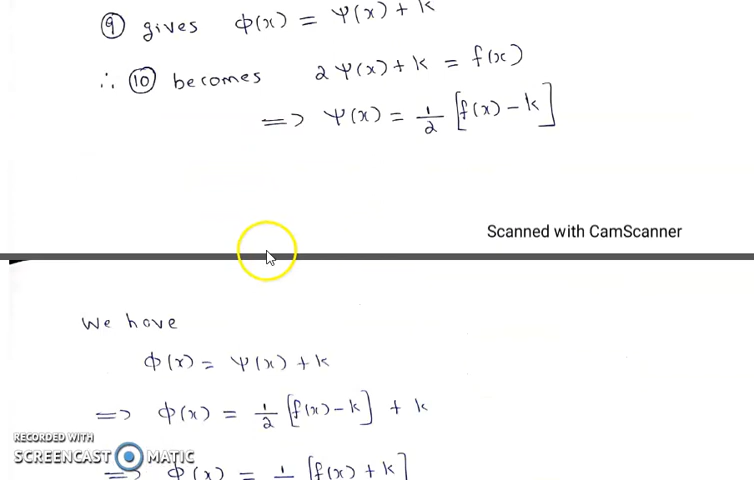 ⑨ gives ϕ(x) = Ψ(x) + k
∴ ⑩ becomes 2Ψ(x) + k = f(x)
=> Ψ(x) = 1/2 [f(x) - k]
Scanned with CamScanner
We have
ϕ(x) = Ψ(x) + k
=> ϕ(x) = 1/2 [f(x) - k] + k
=> ϕ(x) = 1/2 [f(x) + k]
RECORDED WITH
SCREENCAST MATIC